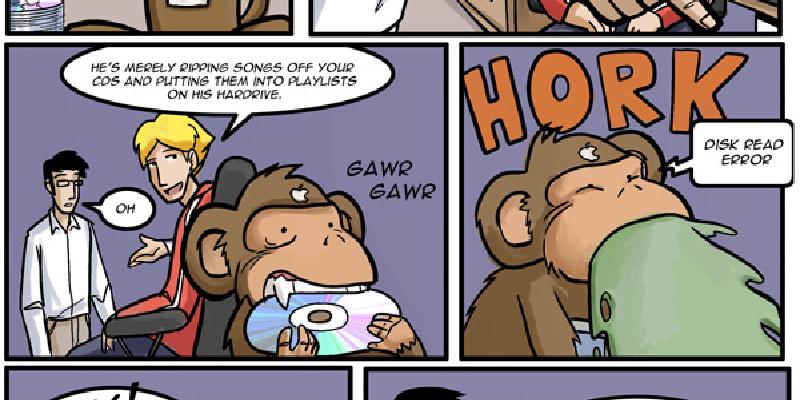 HE'S MERELY RIPPING SONGS OFF YOUR
CDS AND PUTTING THEM INTO PLAYLISTS
ON HIS HARDRIVE.
OH
GAWR
GAWR
HORK
DISK READ
ERROR